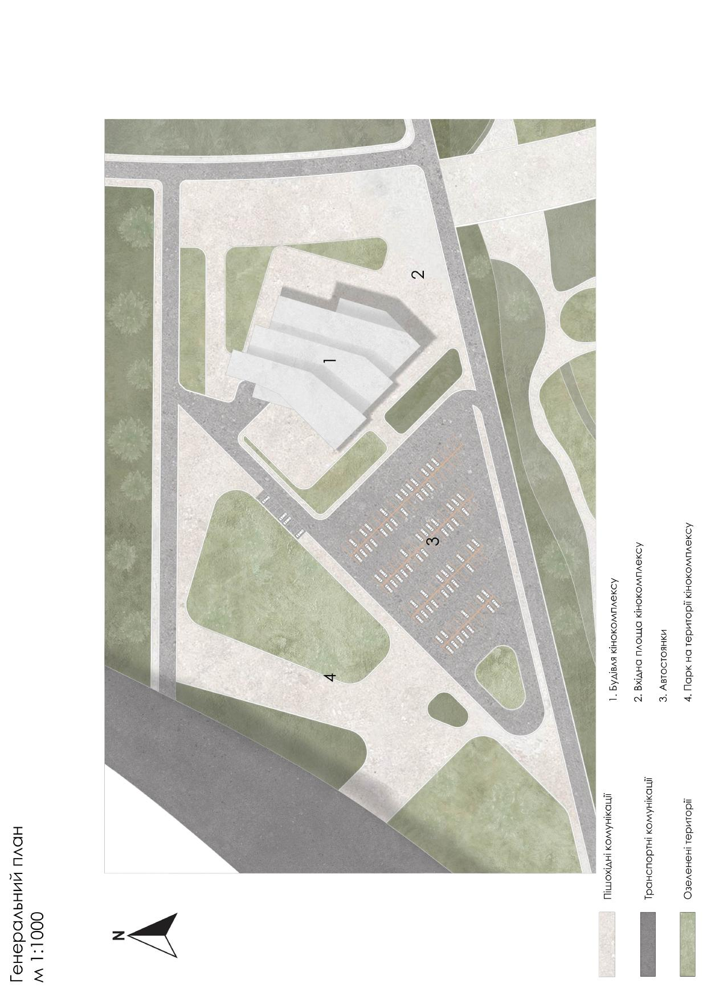 Генеральний план
м 1:1000
N
1
2
3
4
Пішохідні комунікації
Транспортні комунікації
Озеленені території
1. Будівля кінокомплексу
2. Вхідна площа кінокомплексу
3. Автостоянки
4. Парк на території кінокомплексу